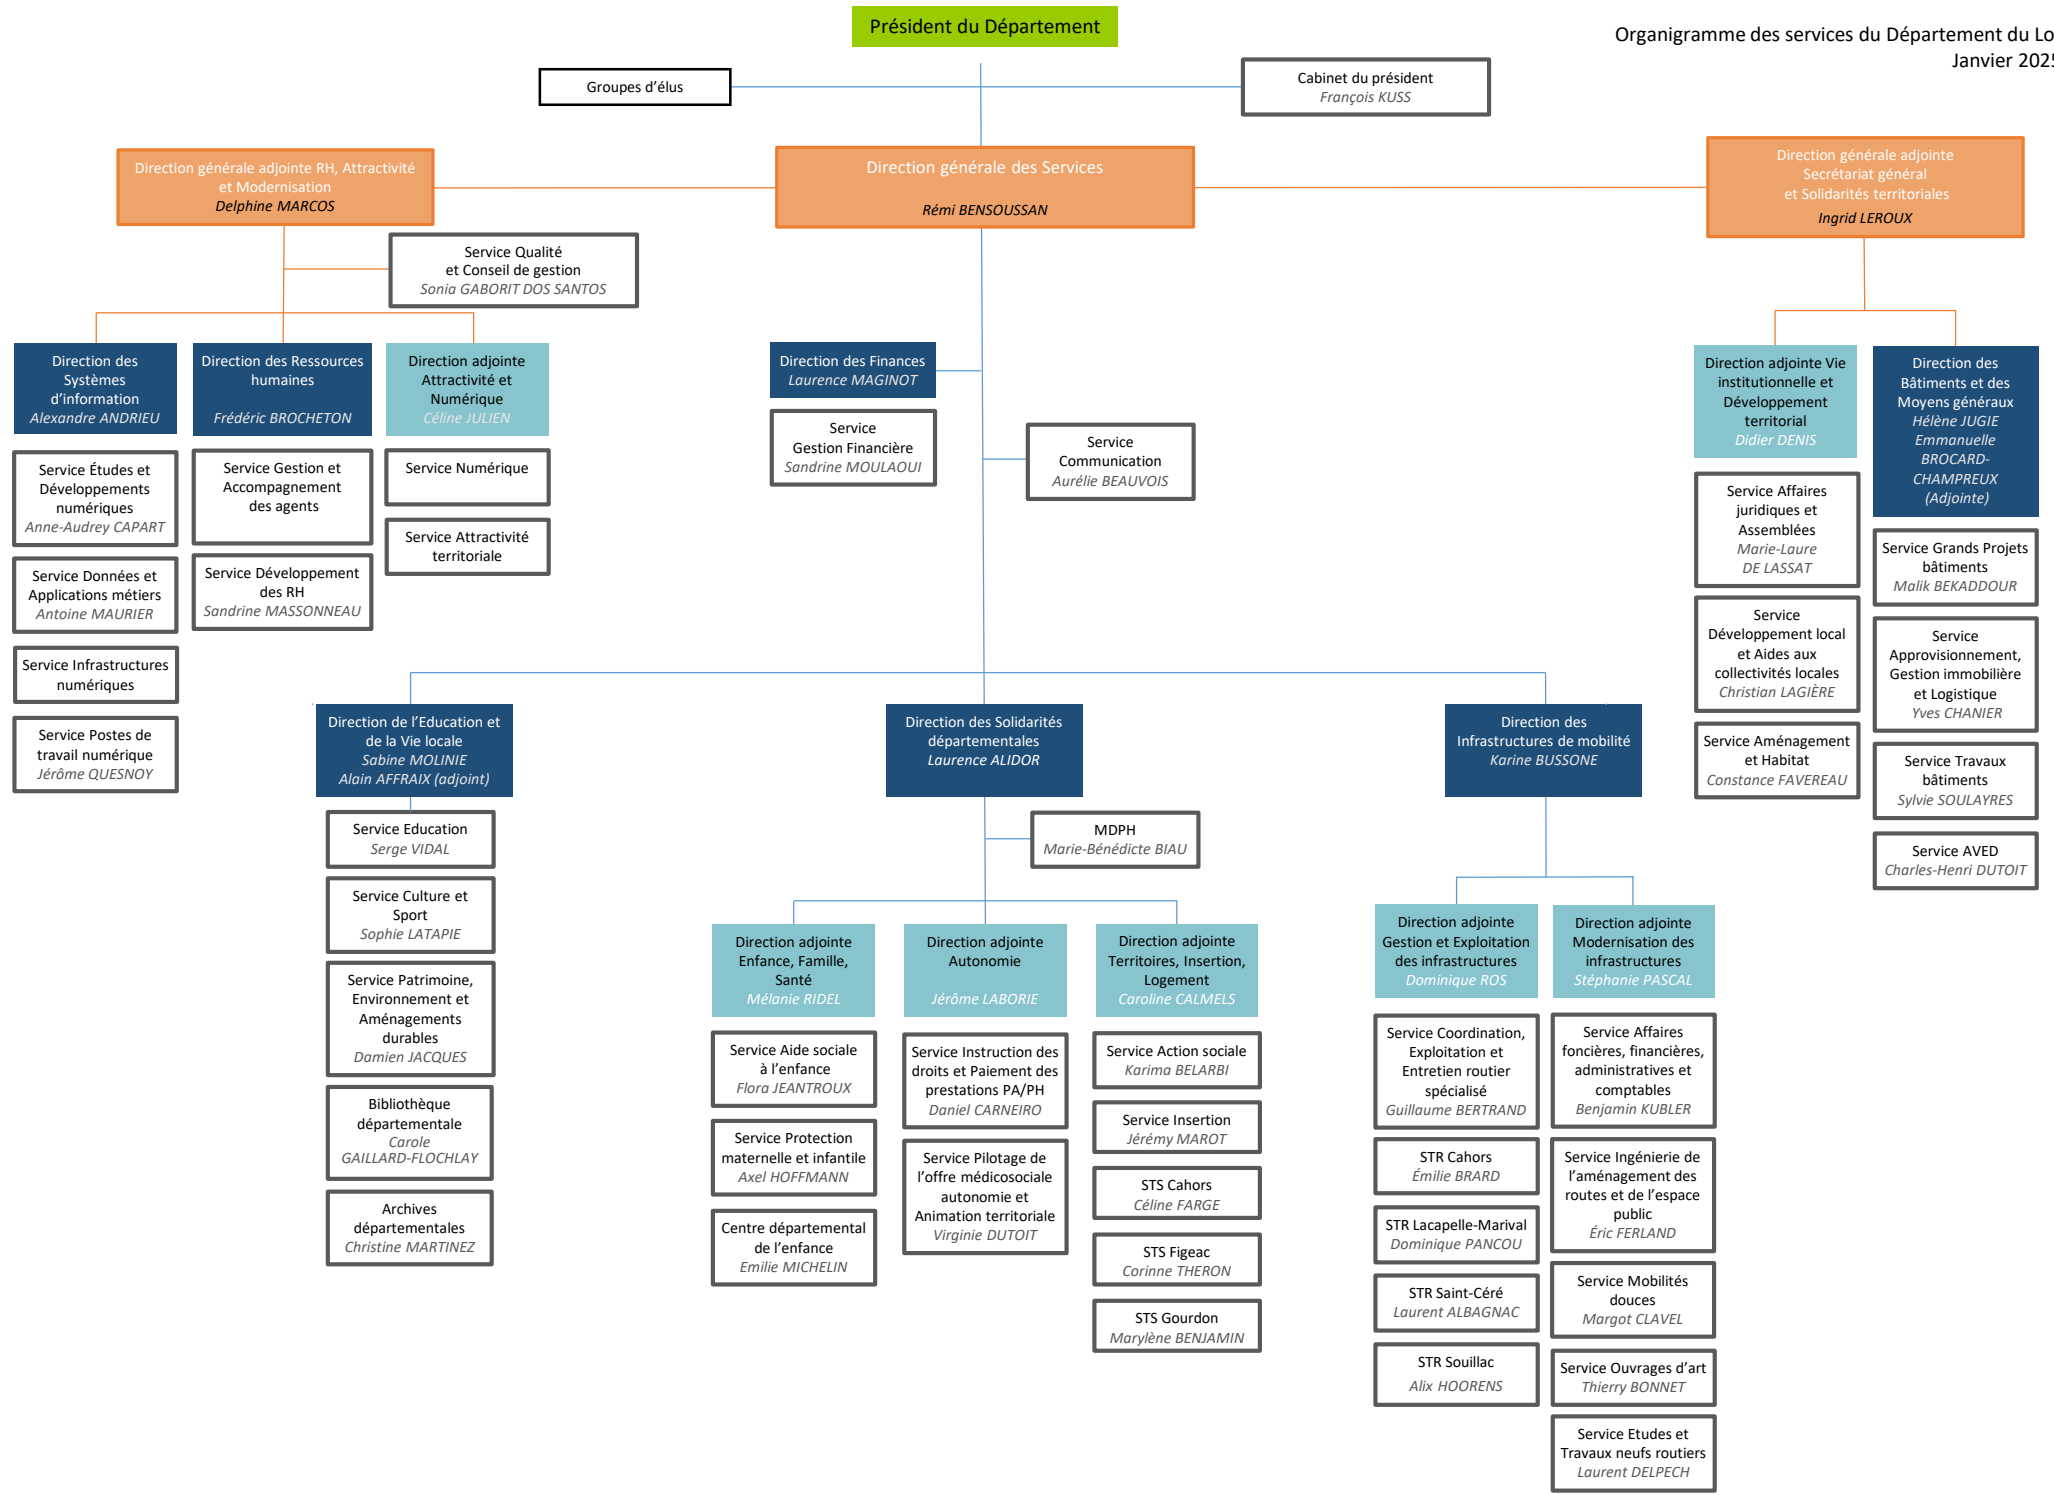 Président du Département
Organigramme des services du Département du Lo
Janvier 2025
Groupes d'élus
Cabinet du président
François KUSS
Direction générale adjointe RH, Attractivité
et Modernisation
Delphine MARCOS
Direction générale des Services
Rémi BENSOUSSAN
Direction générale adjointe
Secrétariat général
et Solidarités territoriales
Ingrid LEROUX
Service Qualité
et Conseil de gestion
Sonia GABORIT DOS SANTOS
Direction des
Systèmes
d'information
Alexandre ANDRIEU
Service Études et
Développements
numériques
Anne-Audrey CAPART
Service Données et
Applications métiers
Antoine MAURIER
Service Infrastructures
numériques
Service Postes de
travail numérique
Jérôme QUESNOY
Direction des Ressources
humaines
Frédéric BROCHETON
Service Gestion et
Accompagnement
des agents
Service Développement
des RH
Sandrine MASSONNEAU
Direction adjointe
Attractivité et
Numérique
Céline JULIEN
Service Numérique
Service Attractivité
territoriale
Direction des Finances
Laurence MAGINOT
Service
Gestion Financière
Sandrine MOULAOUI
Service
Communication
Aurélie BEAUVOIS
Direction adjointe Vie
institutionnelle et
Développement
territorial
Didier DENIS
Service Affaires
juridiques et
Assemblées
Marie-Laure
DE LASSAT
Service
Développement local
et Aides aux
collectivités locales
Christian LAGIÈRE
Service Aménagement
et Habitat
Constance FAVEREAU
Direction des
Bâtiments et des
Moyens généraux
Hélène JUGIE
Emmanuelle
BROCARD-
CHAMPREUX
(Adjointe)
Service Grands Projets
bâtiments
Malik BEKADDOUR
Service
Approvisionnement,
Gestion immobilière
et Logistique
Yves CHANIER
Service Travaux
bâtiments
Sylvie SOULAYRES
Service AVED
Charles-Henri DUTOIT
Direction de l'Education et
de la Vie locale
Sabine MOLINIE
Alain AFFRAIX (adjoint)
Service Education
Serge VIDAL
Service Culture et
Sport
Sophie LATAPIE
Service Patrimoine,
Environnement et
Aménagements
durables
Damien JACQUES
Bibliothèque
départementale
Carole
GAILLARD-FLOCHLAY
Archives
départementales
Christine MARTINEZ
Direction des Solidarités
départementales
Laurence ALIDOR
MDPH
Marie-Bénédicte BIAU
Direction adjointe
Enfance, Famille,
Santé
Mélanie RIDEL
Service Aide sociale
à l'enfance
Flora JEANTROUX
Service Protection
maternelle et infantile
Axel HOFFMANN
Centre départemental
de l'enfance
Emilie MICHELIN
Direction adjointe
Autonomie
Jérôme LABORIE
Service Instruction des
droits et Paiement des
prestations PA/PH
Daniel CARNEIRO
Service Pilotage de
l'offre médicosociale
autonomie et
Animation territoriale
Virginie DUTOIT
Direction adjointe
Territoires, Insertion,
Logement
Caroline CALMELS
Service Action sociale
Karima BELARBI
Service Insertion
Jérémy MAROT
STS Cahors
Céline FARGE
STS Figeac
Corinne THERON
STS Gourdon
Marylène BENJAMIN
Direction des
Infrastructures de mobilité
Karine BUSSONE
Direction adjointe
Gestion et Exploitation
des infrastructures
Dominique ROS
Service Coordination,
Exploitation et
Entretien routier
spécialisé
Guillaume BERTRAND
STR Cahors
Émilie BRARD
STR Lacapelle-Marival
Dominique PANCOU
STR Saint-Céré
Laurent ALBAGNAC
STR Souillac
Alix HOORENS
Direction adjointe
Modernisation des
infrastructures
Stéphanie PASCAL
Service Affaires
foncières, financières,
administratives et
comptables
Benjamin KUBLER
Service Ingénierie de
l'aménagement des
routes et de l'espace
public
Éric FERLAND
Service Mobilités
douces
Margot CLAVEL
Service Ouvrages d'art
Thierry BONNET
Service Etudes et
Travaux neufs routiers
Laurent DELPECH